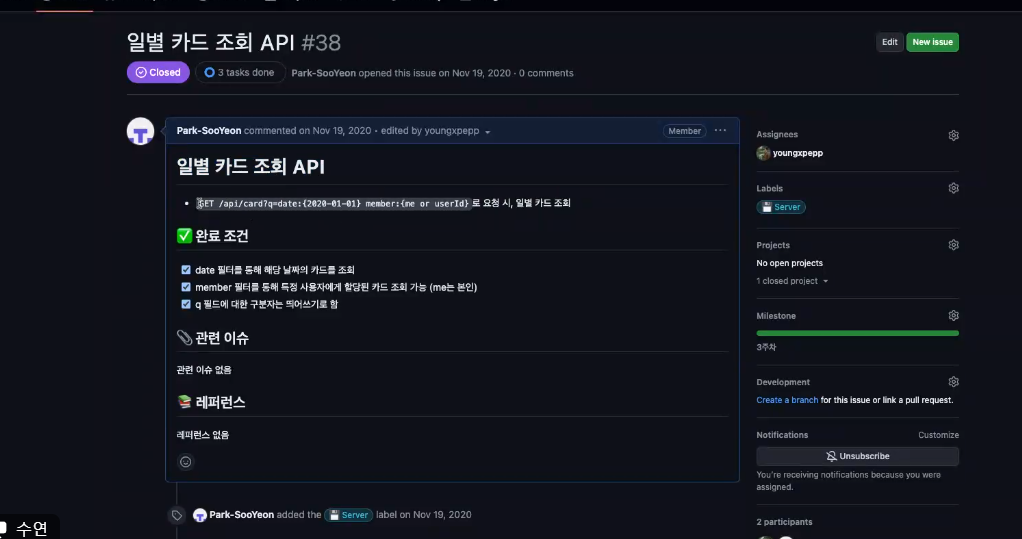 일별 카드 조회 API #38
Edit
New issue
Closed
3 tasks done
Park-SooYeon opened this issue on Nov 19, 2020 · 0 comments
Park-SooYeon commented on Nov 19, 2020 • edited by youngxpepp
Member
일별 카드 조회 API
GET /api/card?q=date:{2020-01-01} member:{me or userId}로 요청 시, 일별 카드 조회
✅ 완료 조건
date 필터를 통해 해당 날짜의 카드를 조회
member 필터를 통해 특정 사용자에게 할당된 카드 조회 가능 (me는 본인)
q 필드에 대한 구분자는 띄어쓰기로 함
📎 관련 이슈
관련 이슈 없음
📚 레퍼런스
레퍼런스 없음
Park-SooYeon added the 💾 Server label on Nov 19, 2020
Assignees
youngxpepp
Labels
💾 Server
Projects
No open projects
1 closed project
Milestone
3주차
Development
Create a branch for this issue or link a pull request.
Notifications
Customize
Unsubscribe
You're receiving notifications because you were
assigned.
2 participants
수연